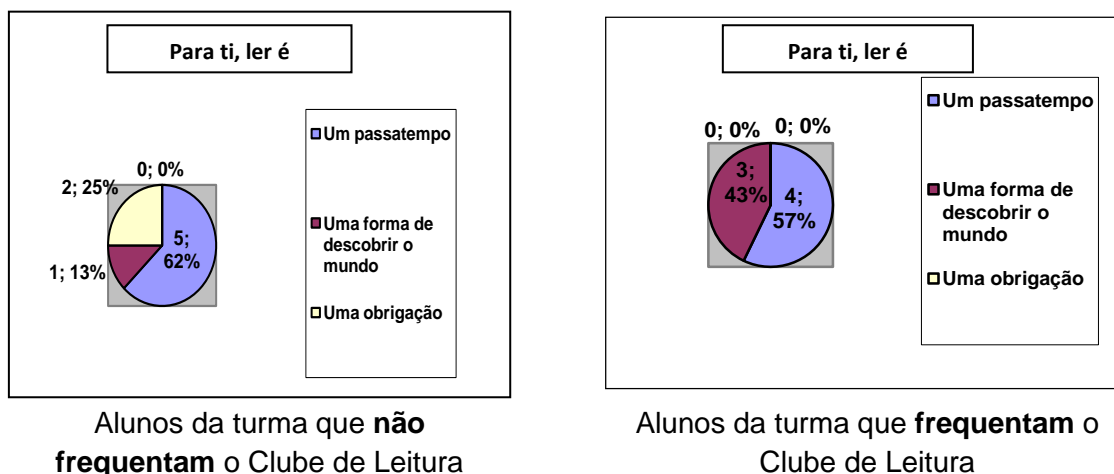 Para ti, ler é
Um passatempo
0; 0%
2; 25%
5;
62%
1; 13%
Uma forma de
descobrir o
mundo
Uma obrigação
Alunos da turma que não
frequentam o Clube de Leitura
Para ti, ler é
Um passatempo
0; 0%
0; 0%
3;
43%
4;
57%
Uma forma de
descobrir o
mundo
Uma obrigação
Alunos da turma que frequentam o
Clube de Leitura